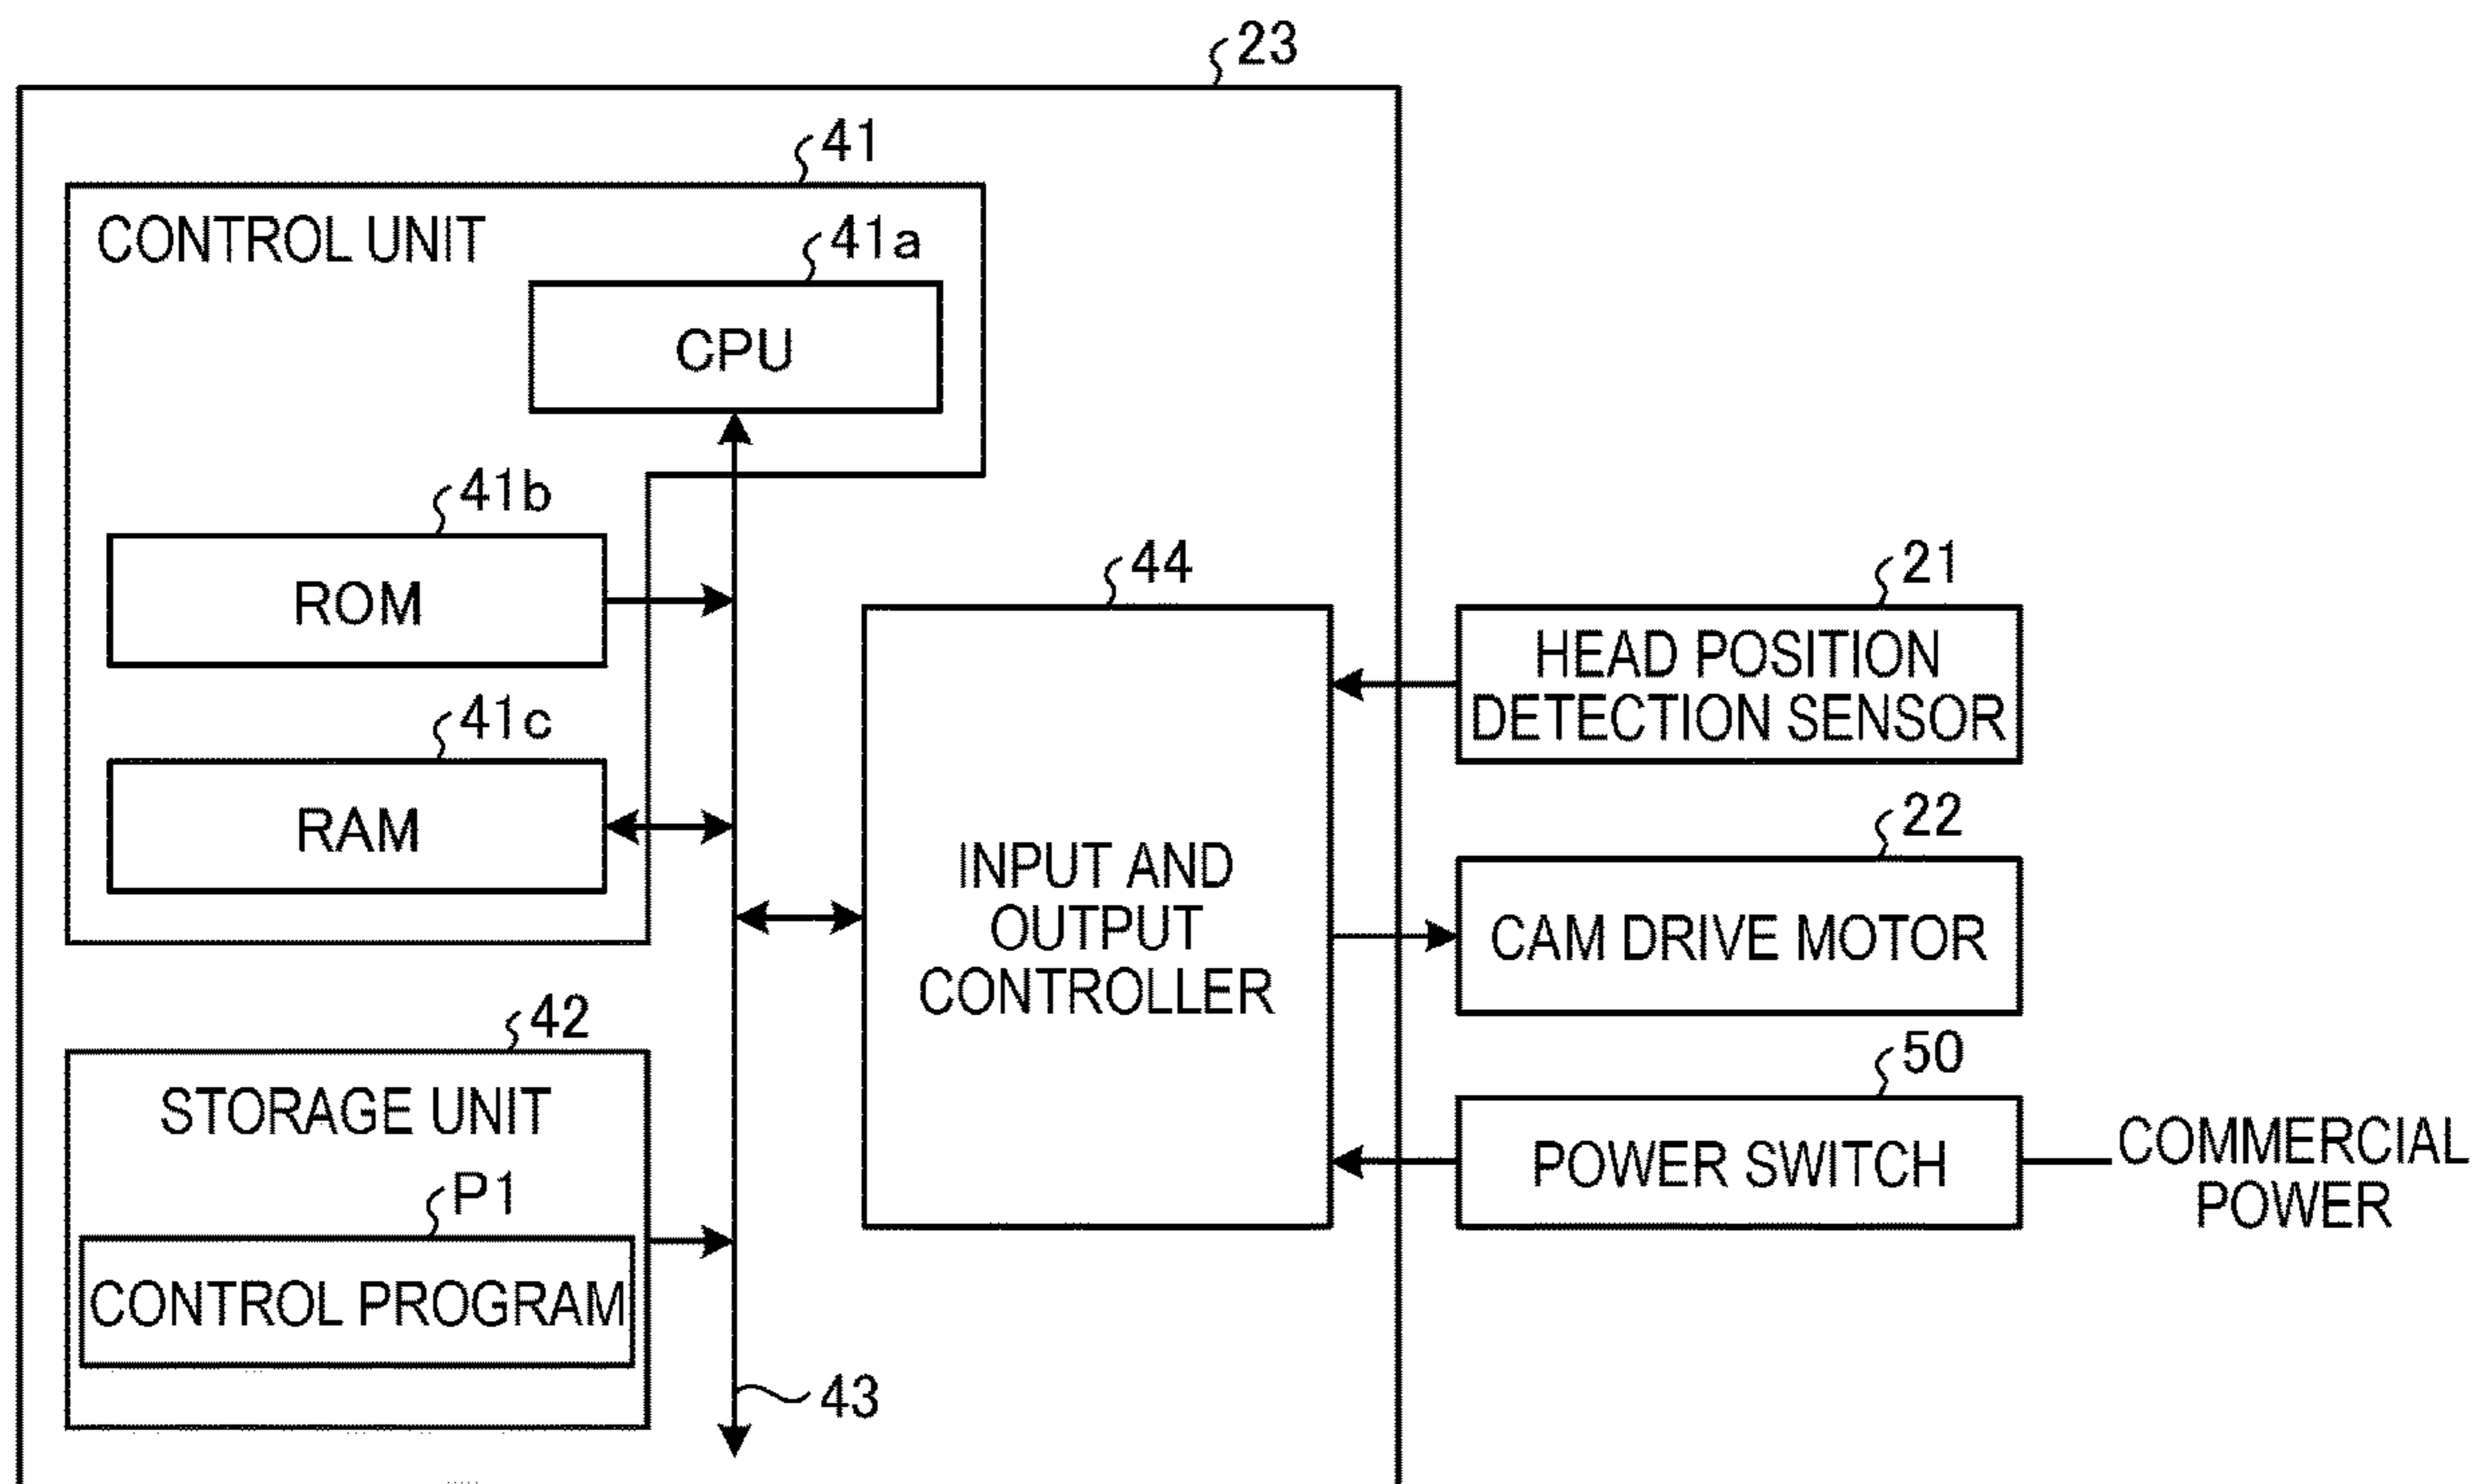 23
41
CONTROL UNIT
41a
CPU
41b
ROM
41c
RAM
44
INPUT AND
OUTPUT
CONTROLLER
21
HEAD POSITION
DETECTION SENSOR
22
CAM DRIVE MOTOR
50
POWER SWITCH
COMMERCIAL
POWER
42
STORAGE UNIT
P1
CONTROL PROGRAM
43